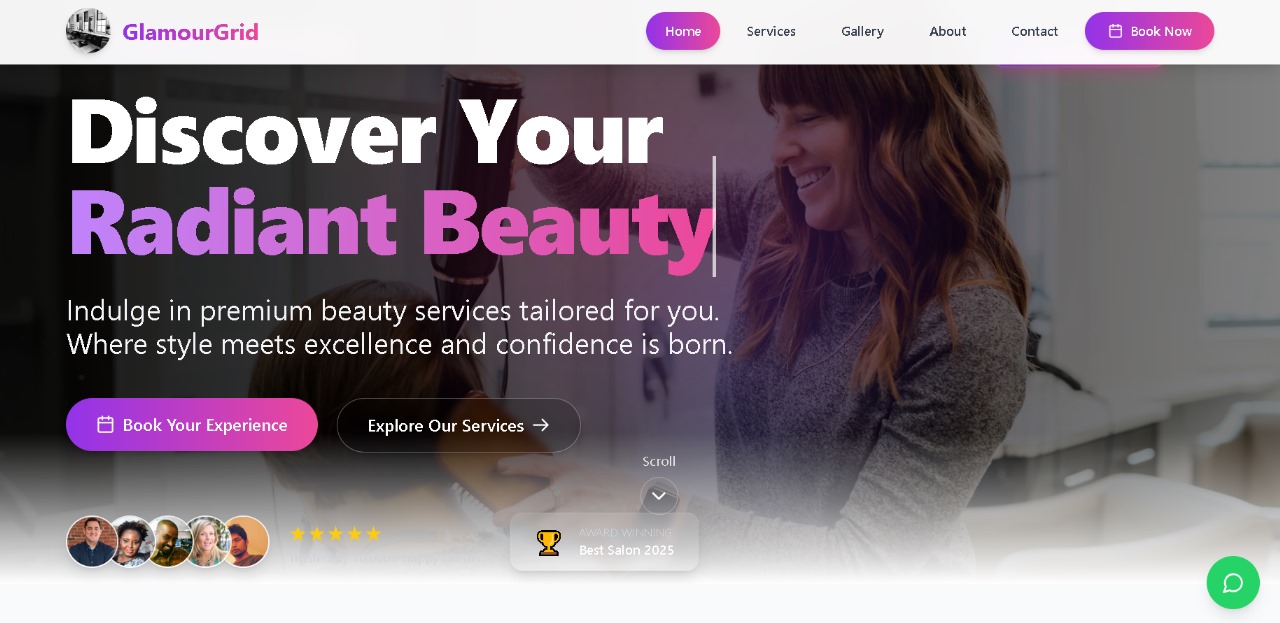 GlamourGrid
Home
Services
Gallery
About
Contact
Book Now
Discover Your
Radiant Beauty
Indulge in premium beauty services tailored for you.
Where style meets excellence and confidence is born.
Book Your Experience
Explore Our Services
Scroll
AWARD WINNING
Best Salon 2025